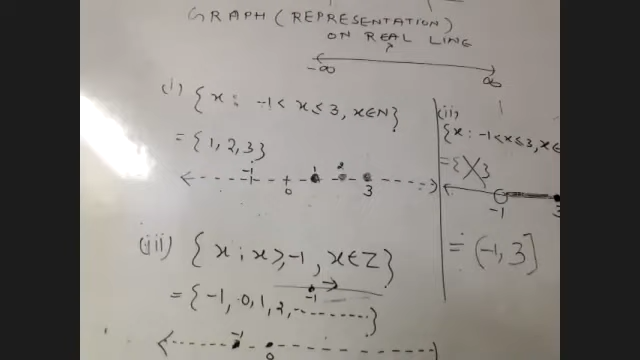 GRAPH (REPRESENTATION)
ON REAL LINE
-∞ ∞
(i) {x : -1 < x ≤ 3, x∈N}
= {1, 2, 3}
-1 0 1 2 3
(ii)
{x : -1 < x ≤ 3, x∈
= {X}
-1 3
= (-1, 3]
(iii) {x : x ≥ -1, x∈Z}
-1
= {-1, 0, 1, 2, --------}
-1 0